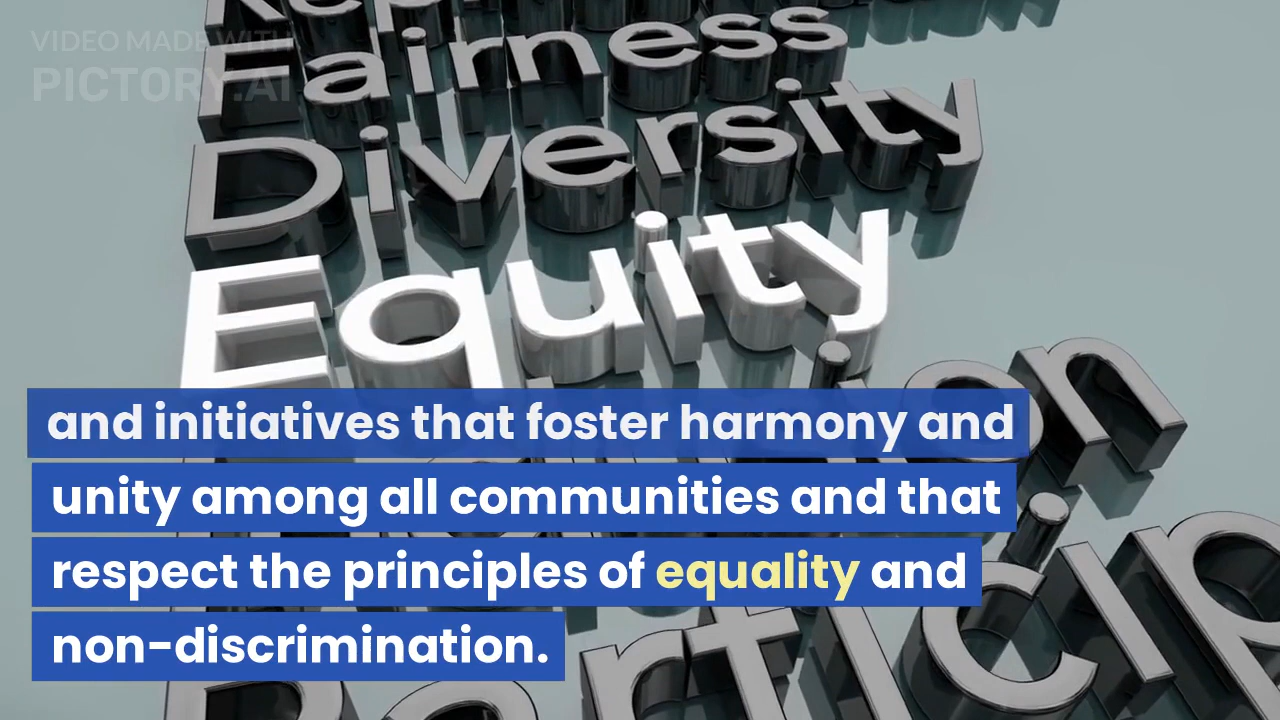 VIDEO MADE WITH
PICTORY.AI
Fairness
Diversity
Equity
and initiatives that foster harmony and
unity among all communities and that
respect the principles of equality and
non-discrimination.